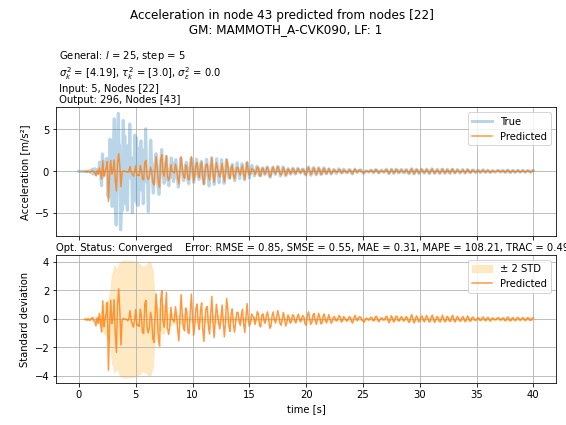 Acceleration in node 43 predicted from nodes [22]
GM: MAMMOTH_A-CVK090, LF: 1
General: l = 25, step = 5
σ²ₖ = [4.19], τ²ₖ = [3.0], σ²ε = 0.0
Input: 5, Nodes [22]
Output: 296, Nodes [43]
Acceleration [m/s²]
5
0
−5
True
Predicted
Opt. Status: Converged Error: RMSE = 0.85, SMSE = 0.55, MAE = 0.31, MAPE = 108.21, TRAC = 0.49
Standard deviation
4
2
0
−2
−4
± 2 STD
Predicted
0 5 10 15 20 25 30 35 40
time [s]